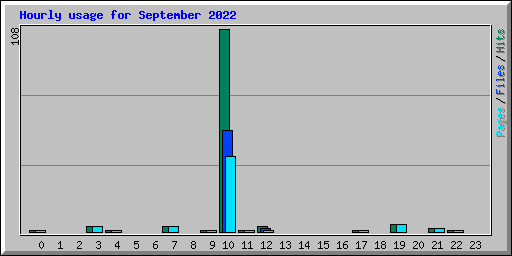 Hourly usage for September 2022
108
Pages/Files/Hits
0 1 2 3 4 5 6 7 8 9 10 11 12 13 14 15 16 17 18 19 20 21 22 23